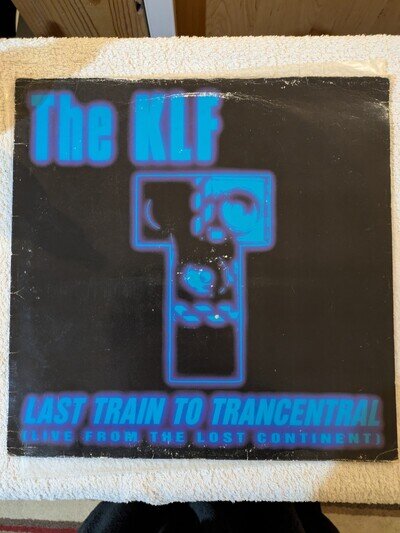 The KLF
LAST TRAIN TO TRANCENTRAL
(LIVE FROM THE LOST CONTINENT)